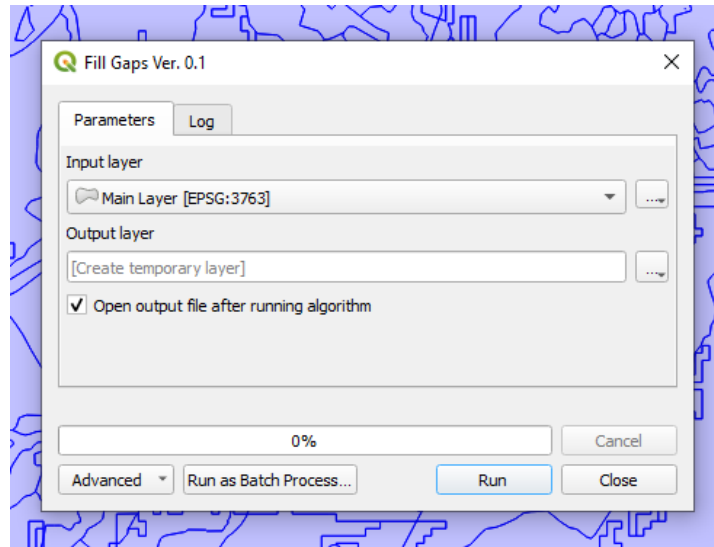 Fill Gaps Ver. 0.1
Parameters Log
Input layer
Main Layer [EPSG:3763]
...
Output layer
[Create temporary layer]
...
Open output file after running algorithm
0%
Cancel
Advanced
Run as Batch Process...
Run
Close